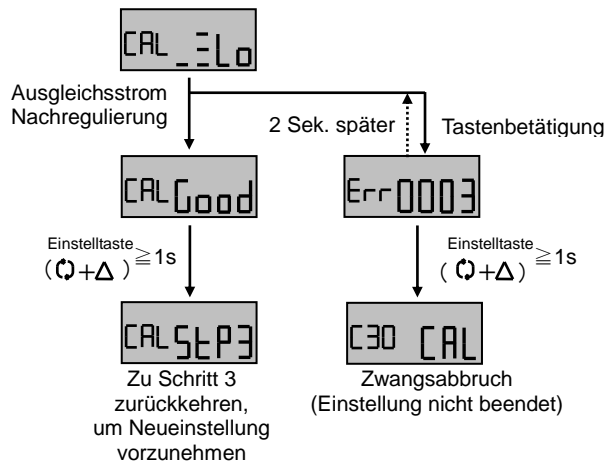 CAL _Ξ Lo
Ausgleichsstrom
Nachregulierung
2 Sek. später
Tastenbetätigung
CAL Good
Err 0003
Einstelltaste
( + △ ) ≧ 1s
Einstelltaste
( + △ ) ≧ 1s
CAL StP3
C30 CAL
Zu Schritt 3
zurückkehren,
um Neueinstellung
vorzunehmen
Zwangsabbruch
(Einstellung nicht beendet)